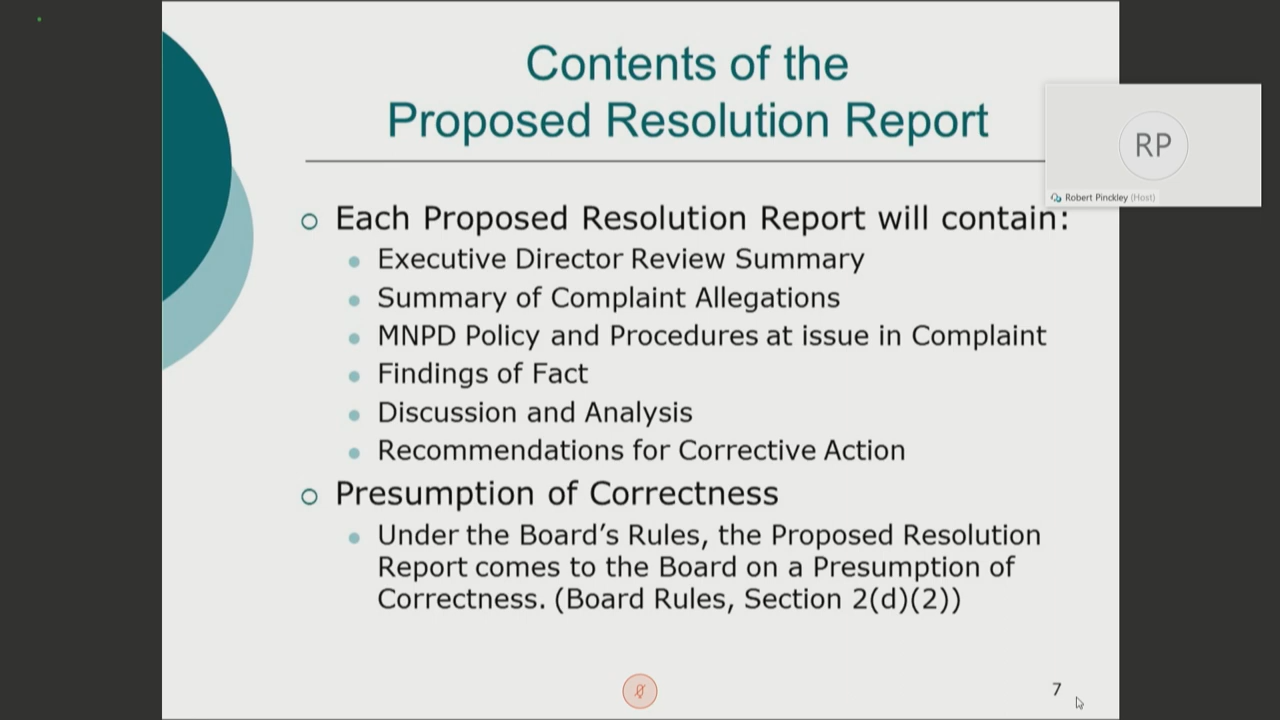 Contents of the
Proposed Resolution Report
RP
Robert Pinckley (Host)
Each Proposed Resolution Report will contain:
Executive Director Review Summary
Summary of Complaint Allegations
MNPD Policy and Procedures at issue in Complaint
Findings of Fact
Discussion and Analysis
Recommendations for Corrective Action
Presumption of Correctness
Under the Board’s Rules, the Proposed Resolution
Report comes to the Board on a Presumption of
Correctness. (Board Rules, Section 2(d)(2))
7